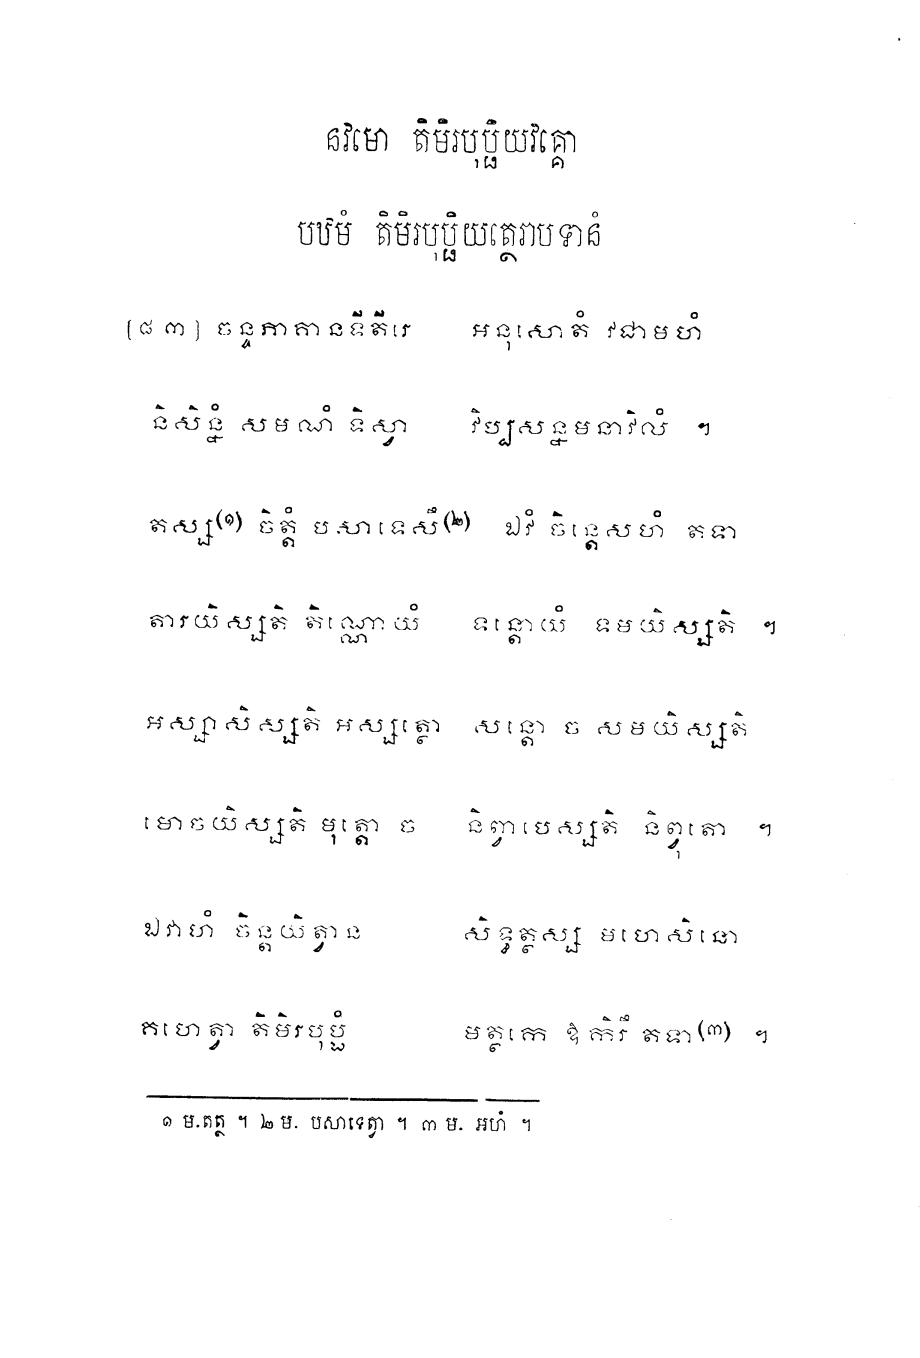 នវមោ តិមិរបុប្ផិយវគ្គោ
បឋមំ តិមិរបុប្ផិយត្ថេរាបទានំ
[៨៣] ចន្ទភាគានទីតីរេ អនុសោតំ វជាមហំ
និសិន្នំ សមណំ ទិស្វា វិប្បសន្នមនាវិលំ ។
តស្ស(១) ចិត្តំ បសាទេសឹ(២) ឯវំ ចិន្តេសហំ តទា
តារយិស្សតិ តិណ្ណោយំ ទន្តោយំ ទមយិស្សតិ ។
អស្សាសិស្សតិ អស្សត្ថោ សន្តោ ច សមយិស្សតិ
មោចយិស្សតិ មុត្តោ ច និព្វាបេស្សតិ និព្វុតោ ។
ឯវាហំ ចិន្តយិត្វាន សិទ្ធត្ថស្ស មហេសិនោ
គហេត្វា តិមិរបុប្ផំ មត្ថកេ ឱកិរឹ តទា(៣) ។
១ ម.តត្ថ ។ ២ ម. បសាទេត្វា ។ ៣ ម. អហំ ។